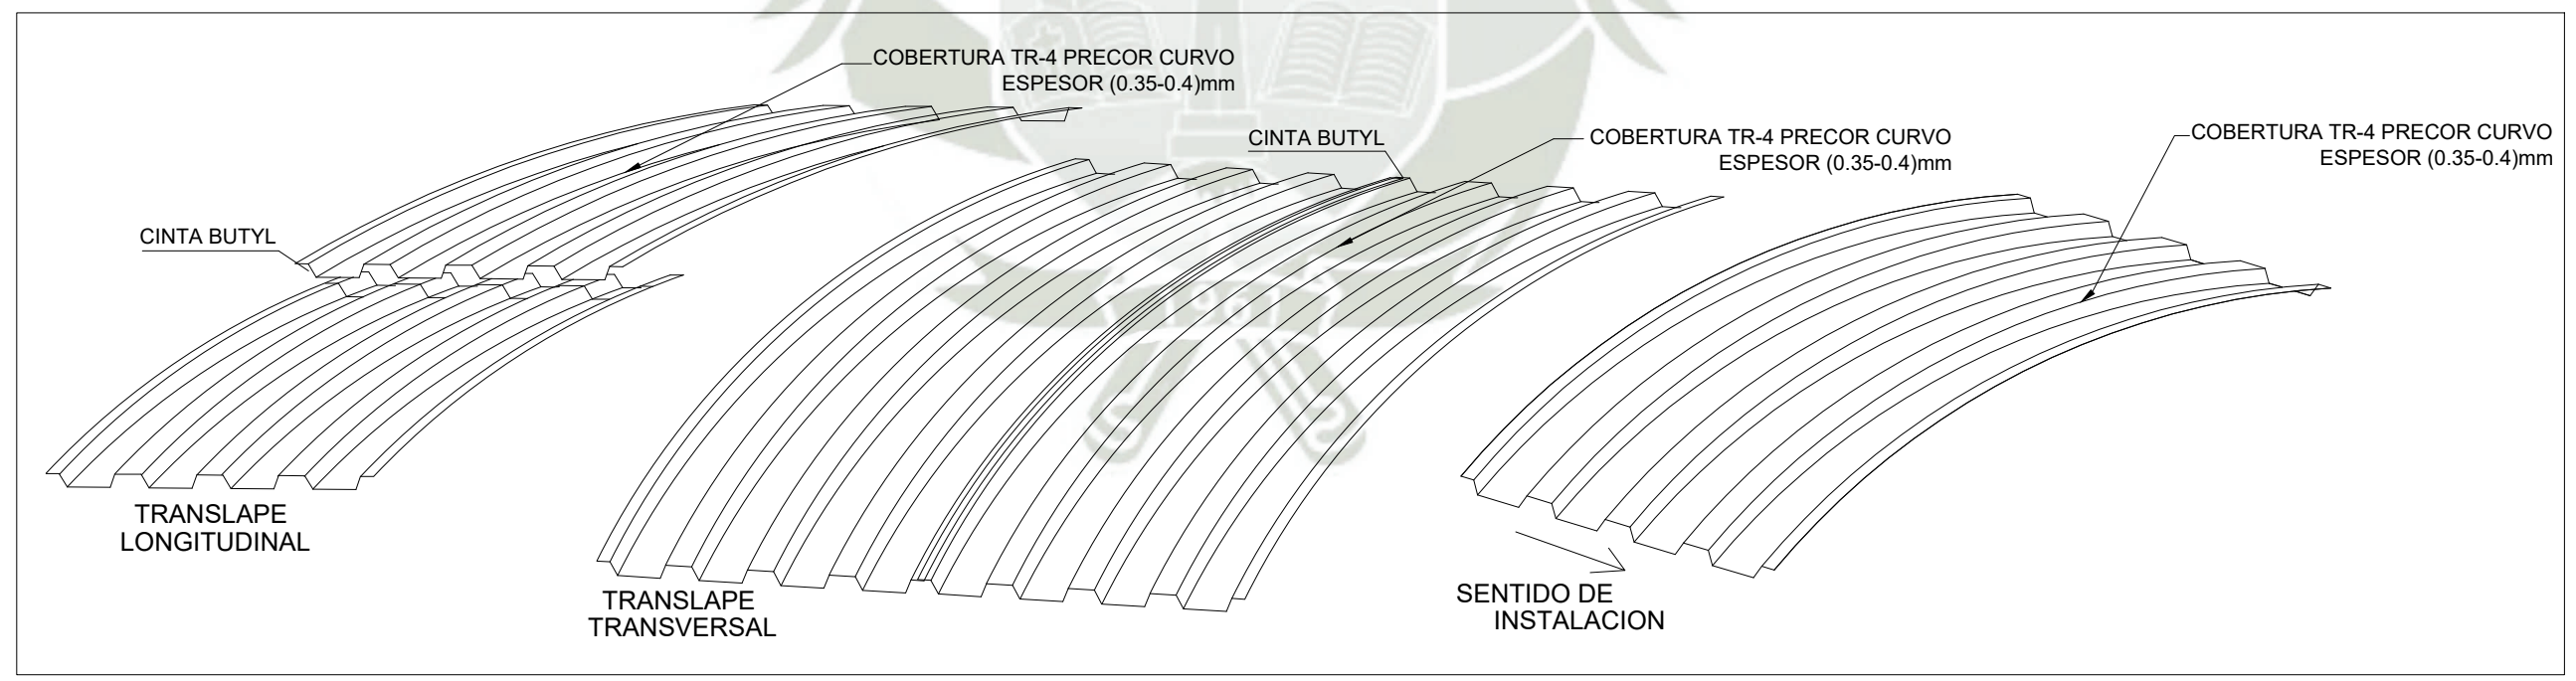 COBERTURA TR-4 PRECOR CURVO
ESPESOR (0.35-0.4)mm
CINTA BUTYL
TRANSLAPE
LONGITUDINAL
CINTA BUTYL
COBERTURA TR-4 PRECOR CURVO
ESPESOR (0.35-0.4)mm
TRANSLAPE
TRANSVERSAL
COBERTURA TR-4 PRECOR CURVO
ESPESOR (0.35-0.4)mm
SENTIDO DE
INSTALACION